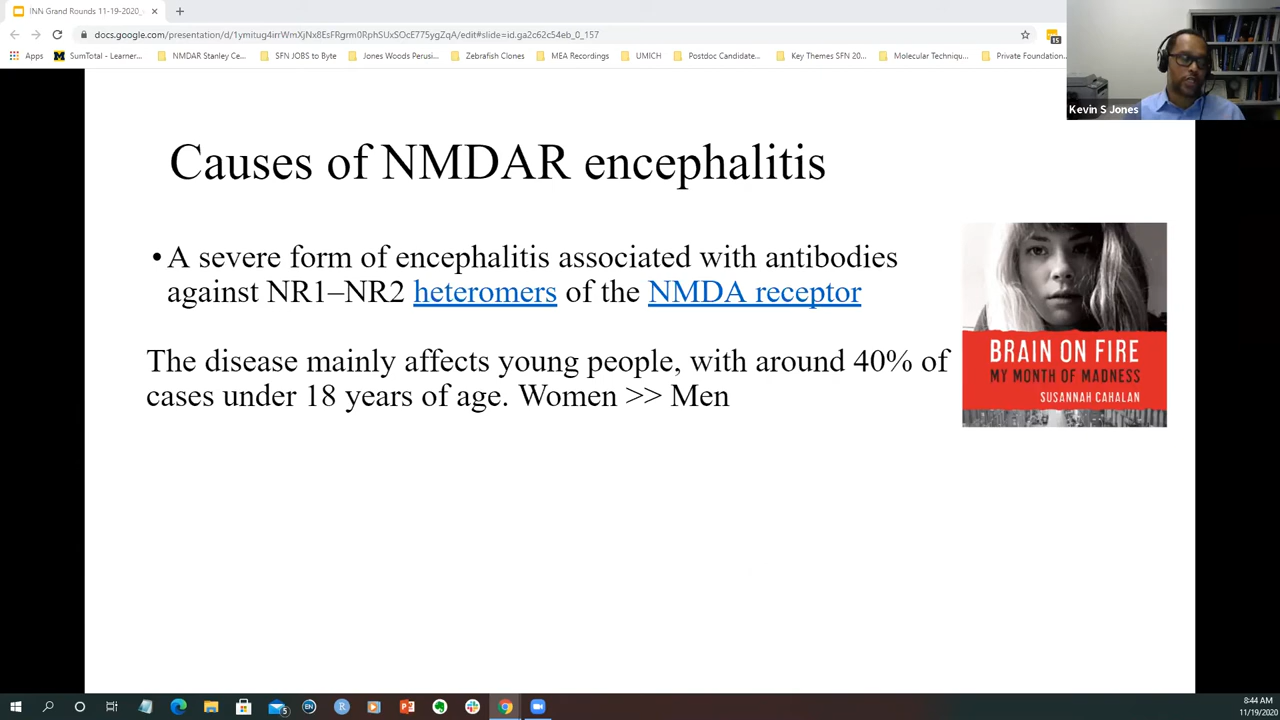 INN Grand Rounds 11-19-2020_
docs.google.com/presentation/d/1ymitug4irrWmXjNx8EsFRgrm0RphSUxSOcE775ygZqA/edit#slide=id.ga2c62c54eb_0_157
Apps SumTotal - Learner... NMDAR Stanley Ce... SFN JOBS to Byte Jones Woods Perusi... Zebrafish Clones MEA Recordings UMICH Postdoc Candidate... Key Themes SFN 20... Molecular Techniqu... Private Foundation...
15
Kevin S Jones
Causes of NMDAR encephalitis
• A severe form of encephalitis associated with antibodies
against NR1–NR2 heteromers of the NMDA receptor
The disease mainly affects young people, with around 40% of
cases under 18 years of age. Women >> Men
BRAIN ON FIRE
MY MONTH OF MADNESS
SUSANNAH CAHALAN
8:44 AM
11/19/2020